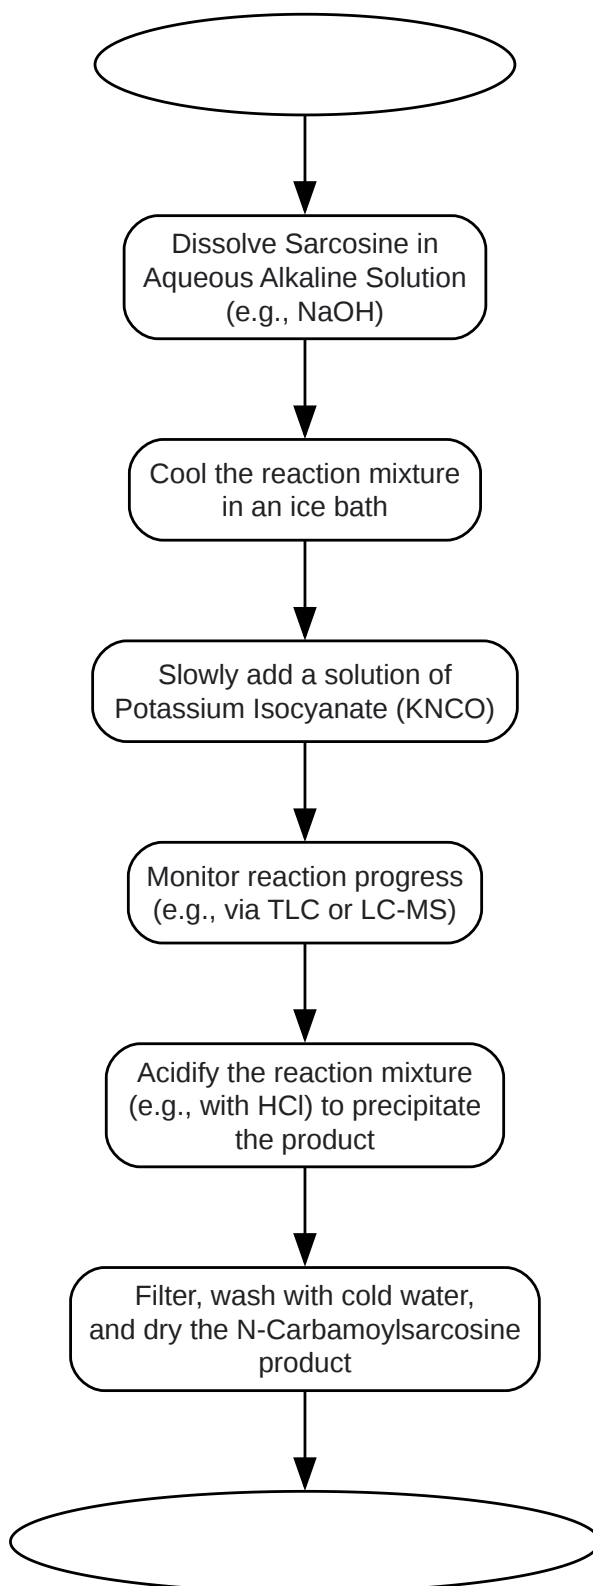 Dissolve Sarcosine in
Aqueous Alkaline Solution
(e.g., NaOH)
Cool the reaction mixture
in an ice bath
Slowly add a solution of
Potassium Isocyanate (KNCO)
Monitor reaction progress
(e.g., via TLC or LC-MS)
Acidify the reaction mixture
(e.g., with HCl) to precipitate
the product
Filter, wash with cold water,
and dry the N-Carbamoylsarcosine
product